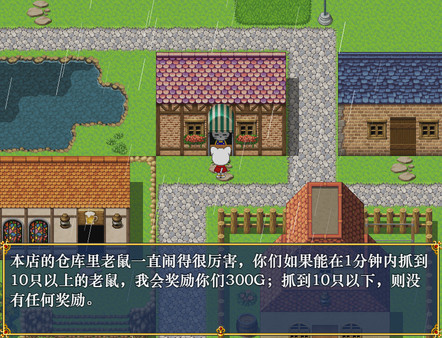 本店的仓库里老鼠一直闹得很厉害，你们如果能在1分钟内抓到
10只以上的老鼠，我会奖励你们300G；抓到10只以下，则没
有任何奖励。